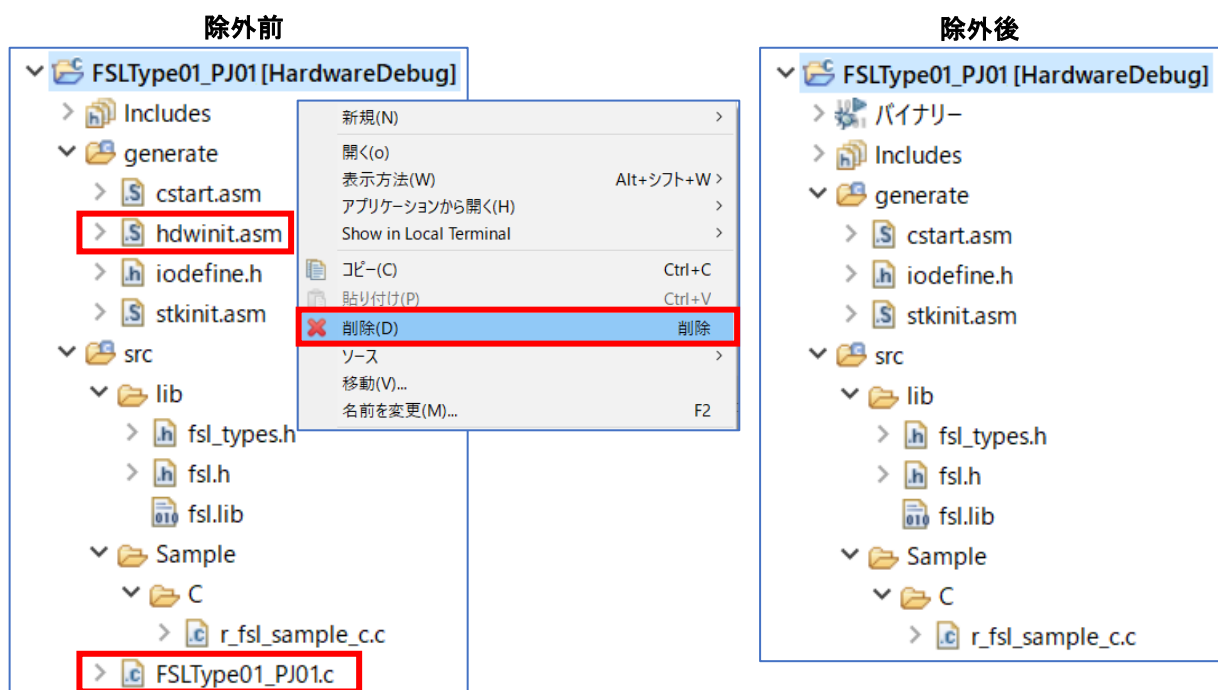 除外前
FSLType01_PJ01 [HardwareDebug]
Includes
generate
cstart.asm
hdwinit.asm
iodefine.h
stkinit.asm
src
lib
fsl_types.h
fsl.h
fsl.lib
Sample
C
r_fsl_sample_c.c
FSLType01_PJ01.c
新規(N)
開く(o)
表示方法(W) Alt+シフト+W
アプリケーションから開く(H)
Show in Local Terminal
コピー(C) Ctrl+C
貼り付け(P) Ctrl+V
削除(D) 削除
ソース
移動(V)...
名前を変更(M)... F2
除外後
FSLType01_PJ01 [HardwareDebug]
バイナリー
Includes
generate
cstart.asm
iodefine.h
stkinit.asm
src
lib
fsl_types.h
fsl.h
fsl.lib
Sample
C
r_fsl_sample_c.c